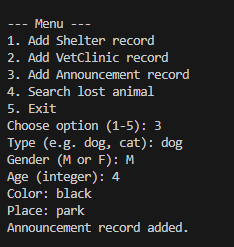 --- Menu ---
1. Add Shelter record
2. Add VetClinic record
3. Add Announcement record
4. Search lost animal
5. Exit
Choose option (1-5): 3
Type (e.g. dog, cat): dog
Gender (M or F): M
Age (integer): 4
Color: black
Place: park
Announcement record added.